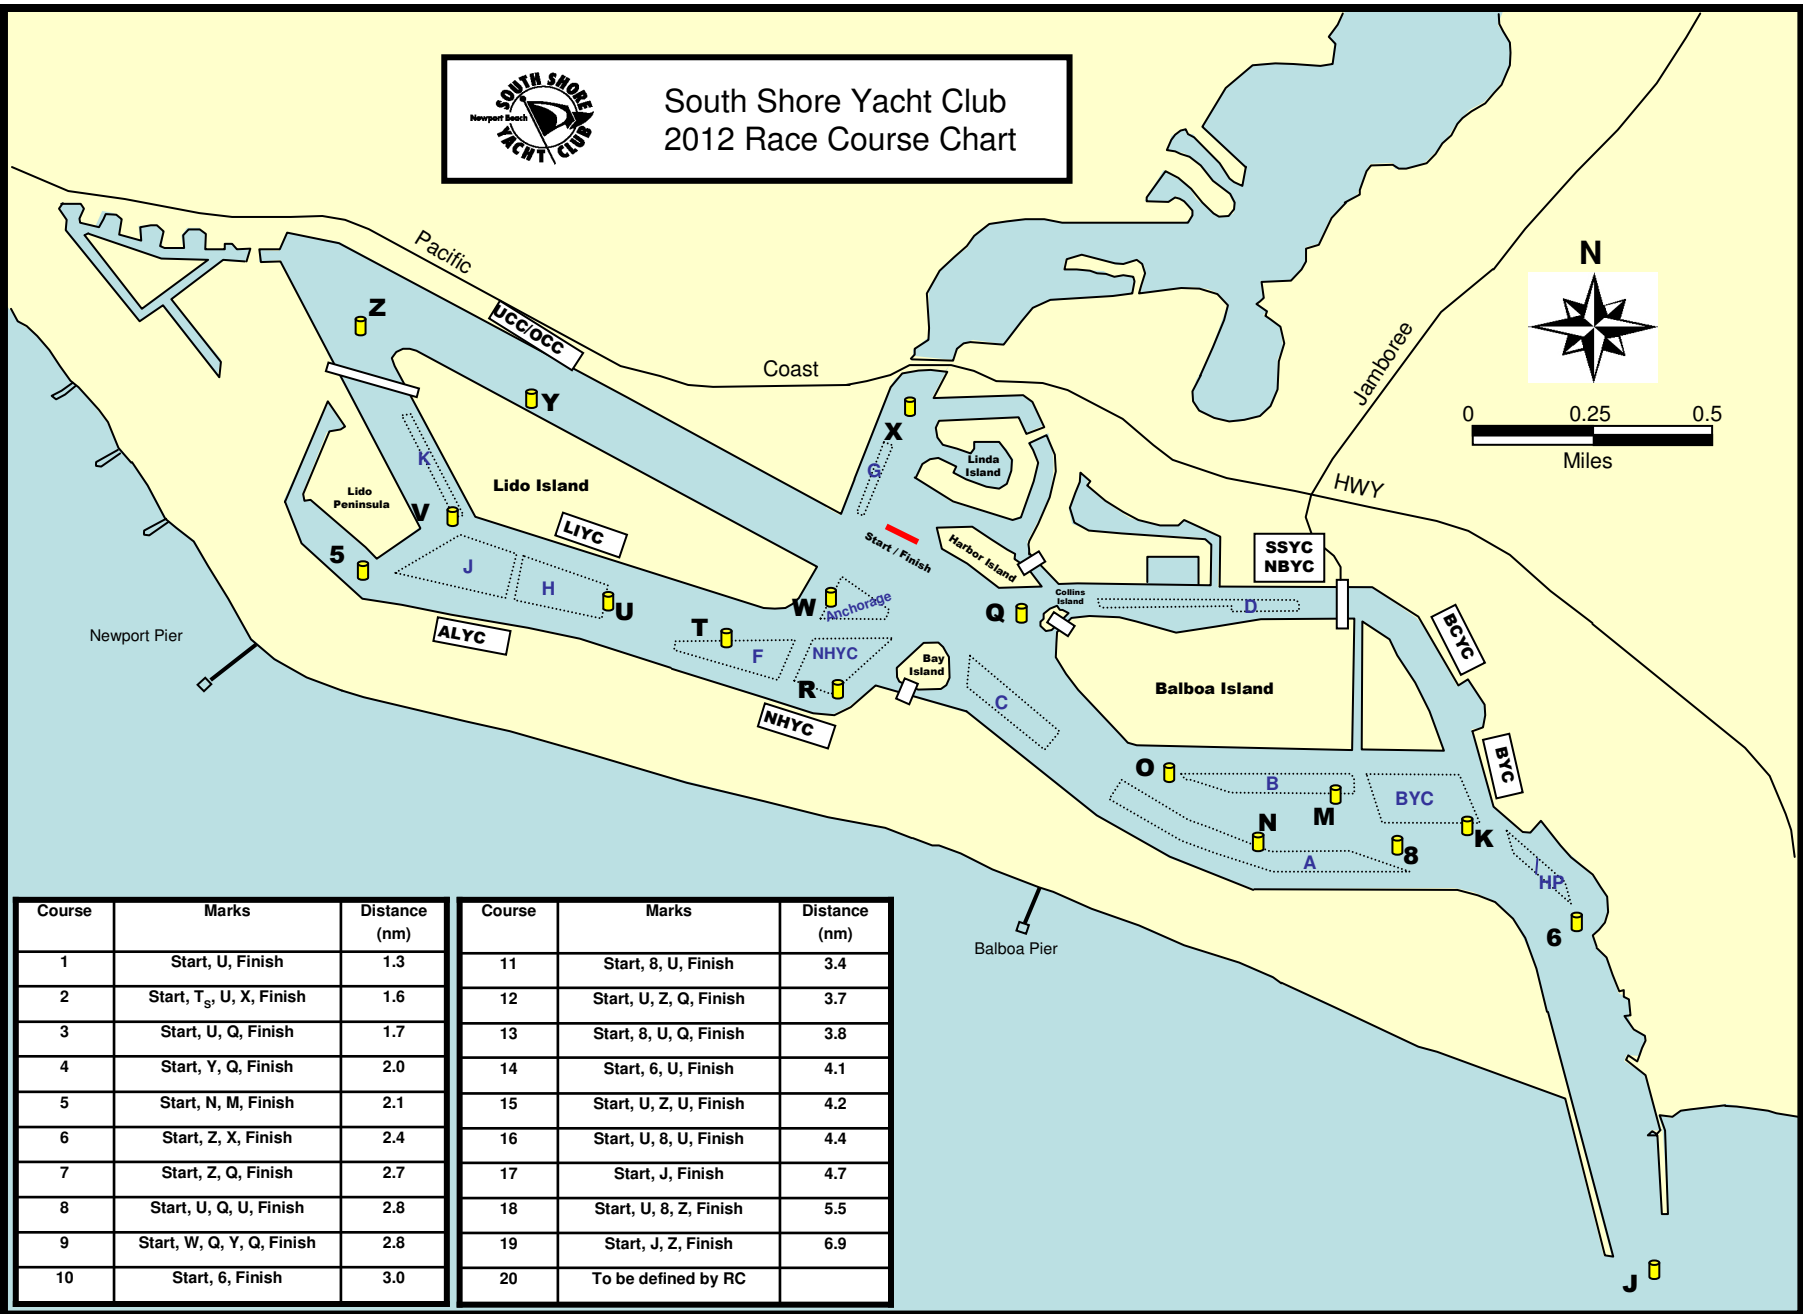 SOUTH SHORE
Newport Beach
YACHT CLUB
South Shore Yacht Club
2012 Race Course Chart
N
0 0.25 0.5
Miles
Pacific
Coast
HWY
Jamboree
UCC/OCC
Z
Y
X
G
Linda
Island
K
Lido Island
Lido
Peninsula
V
LIYC
Start / Finish
Harbor Island
SSYC
NBYC
5
J
H
U
W
Anchorage
Q
Collins
Island
D
BCYC
ALYC
T
F
NHYC
R
Bay
Island
NHYC
C
Balboa Island
BYC
Newport Pier
O
B
M
BYC
N
A
8
K
I
HP
6
Balboa Pier
J
Course Marks Distance
(nm)
1 Start, U, Finish 1.3
2 Start, TS, U, X, Finish 1.6
3 Start, U, Q, Finish 1.7
4 Start, Y, Q, Finish 2.0
5 Start, N, M, Finish 2.1
6 Start, Z, X, Finish 2.4
7 Start, Z, Q, Finish 2.7
8 Start, U, Q, U, Finish 2.8
9 Start, W, Q, Y, Q, Finish 2.8
10 Start, 6, Finish 3.0
Course Marks Distance
(nm)
11 Start, 8, U, Finish 3.4
12 Start, U, Z, Q, Finish 3.7
13 Start, 8, U, Q, Finish 3.8
14 Start, 6, U, Finish 4.1
15 Start, U, Z, U, Finish 4.2
16 Start, U, 8, U, Finish 4.4
17 Start, J, Finish 4.7
18 Start, U, 8, Z, Finish 5.5
19 Start, J, Z, Finish 6.9
20 To be defined by RC